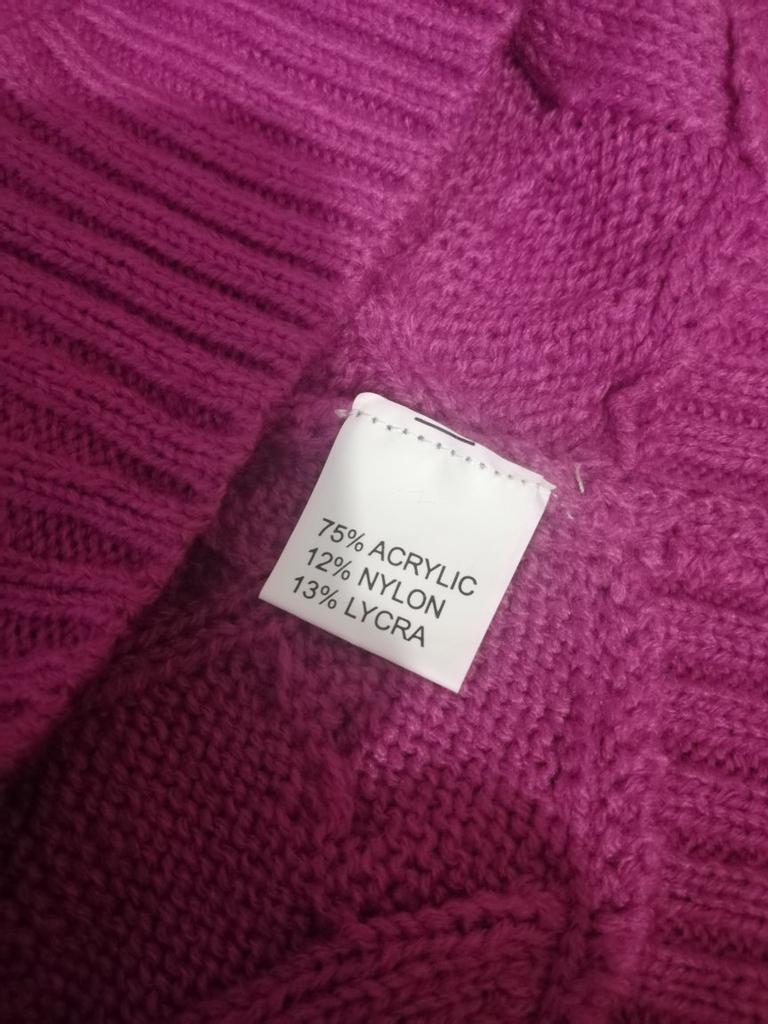 75% ACRYLIC
12% NYLON
13% LYCRA